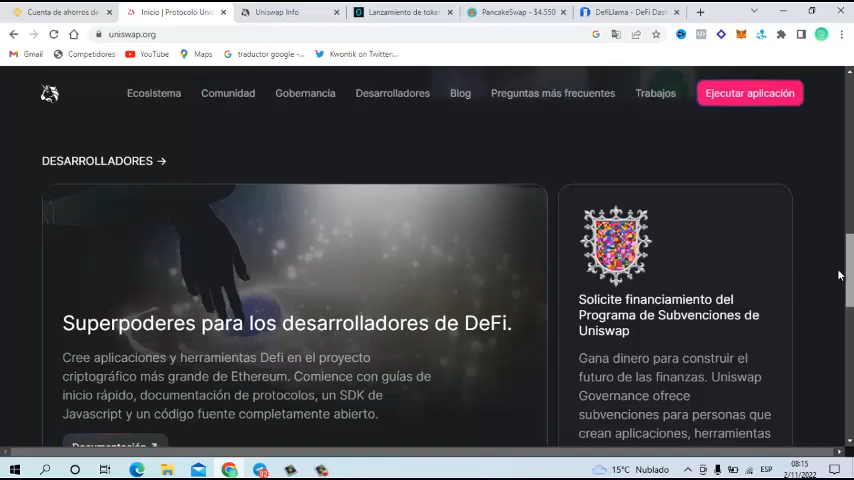 Cuenta de ahorros de
Inicio | Protocolo Uni
Uniswap Info
Lanzamiento de token
PancakeSwap - $4.550
DefiLlama - DeFi Dash
uniswap.org
Gmail
Competidores
YouTube
Maps
traductor google -...
Kwontik on Twitter:...
Ecosistema
Comunidad
Gobernancia
Desarrolladores
Blog
Preguntas más frecuentes
Trabajos
Ejecutar aplicación
DESARROLLADORES →
Superpoderes para los desarrolladores de DeFi.
Cree aplicaciones y herramientas Defi en el proyecto
criptográfico más grande de Ethereum. Comience con guías de
inicio rápido, documentación de protocolos, un SDK de
Javascript y un código fuente completamente abierto.
Documentación
Solicite financiamiento del
Programa de Subvenciones de
Uniswap
Gana dinero para construir el
futuro de las finanzas. Uniswap
Governance ofrece
subvenciones para personas que
crean aplicaciones, herramientas
15°C Nublado
ESP
08:15
2/11/2022